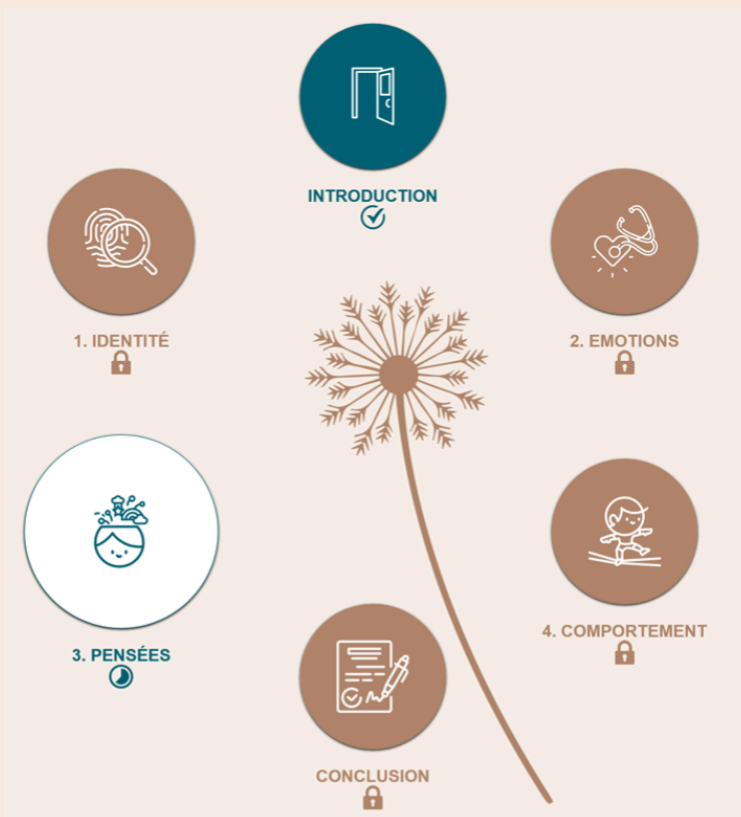 INTRODUCTION
1. IDENTITÉ
2. EMOTIONS
3. PENSÉES
4. COMPORTEMENT
CONCLUSION